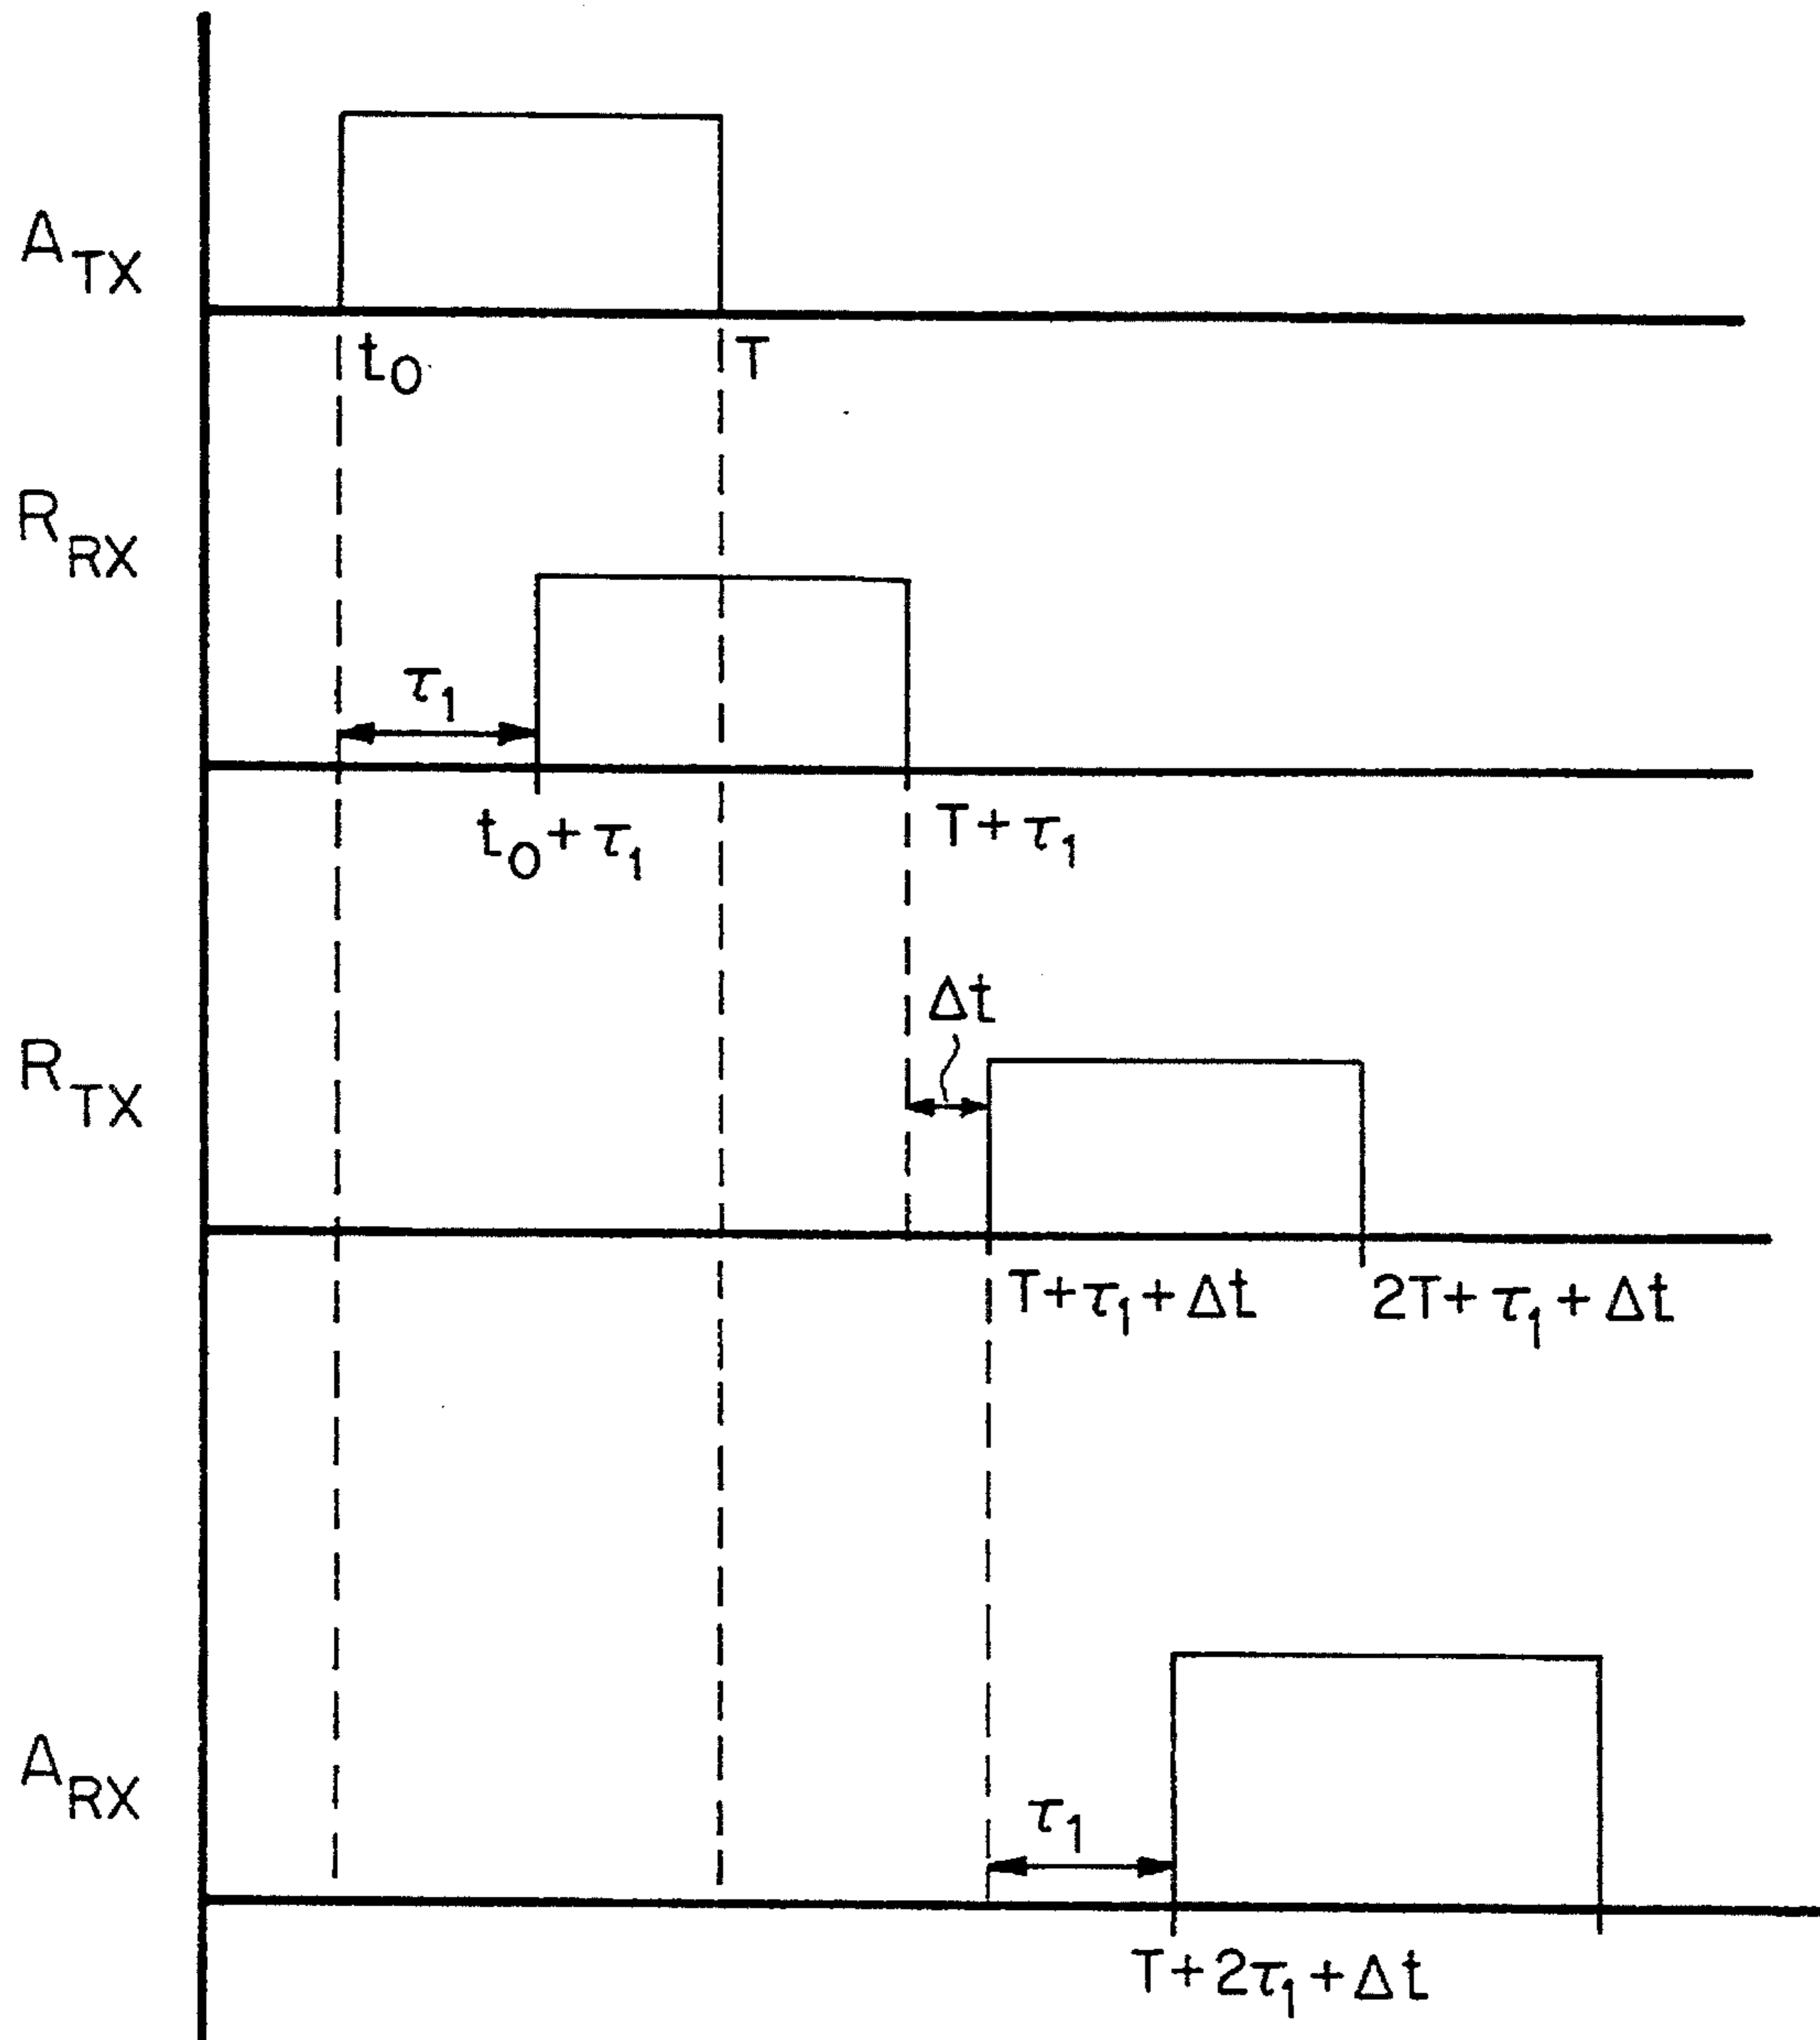 A_TX
t_0
T
R_RX
τ_1
t_0 + τ_1
T + τ_1
Δt
R_TX
T + τ_1 + Δt
2T + τ_1 + Δt
A_RX
τ_1
T + 2τ_1 + Δt